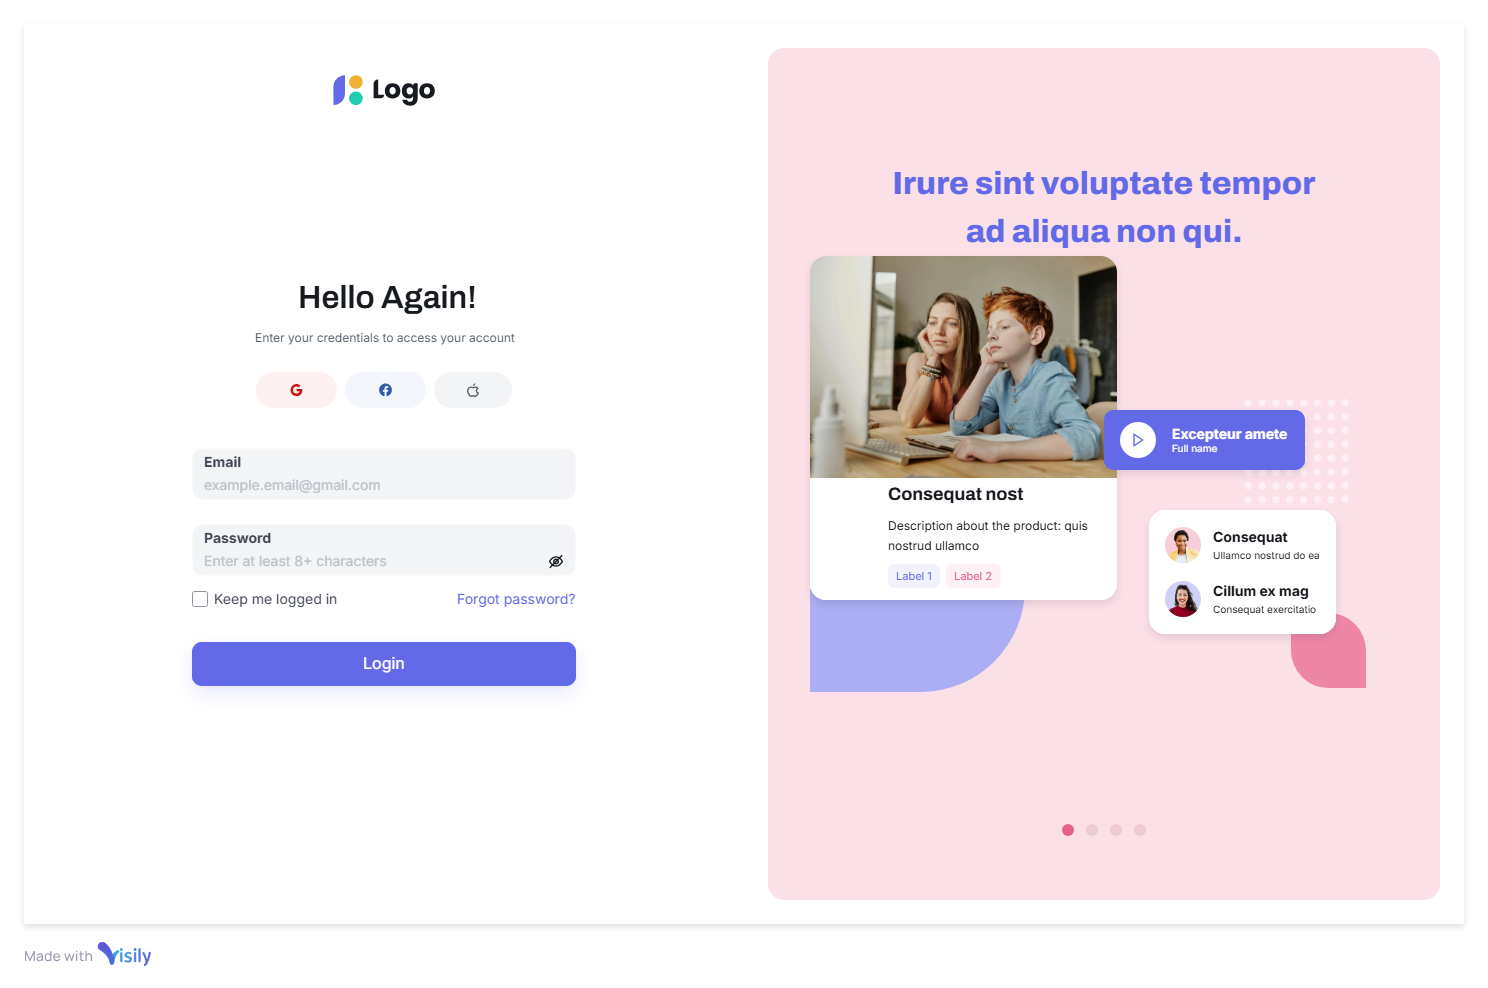 Logo
Hello Again!
Enter your credentials to access your account
Email
example.email@gmail.com
Password
Enter at least 8+ characters
Keep me logged in
Forgot password?
Login
Irure sint voluptate tempor
ad aliqua non qui.
Excepteur amete
Full name
Consequat nost
Description about the product: quis
nostrud ullamco
Label 1
Label 2
Consequat
Ullamco nostrud do ea
Cillum ex mag
Consequat exercitatio
Made with Visily